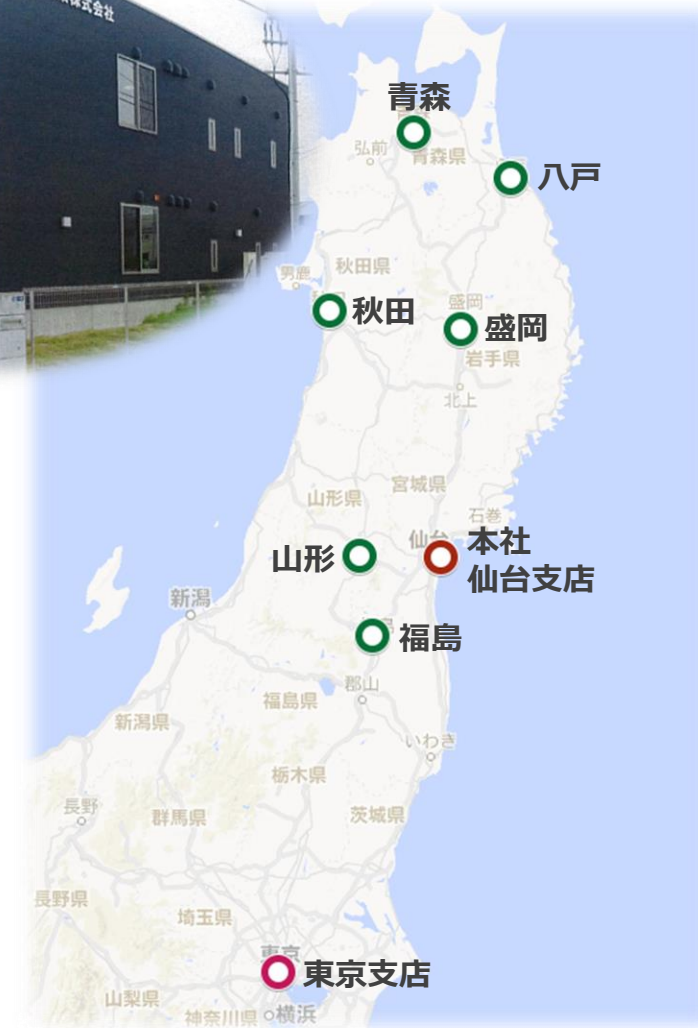 株式会社
青森
弘前
青森県
八戸
秋田県
男鹿
秋田
盛岡
盛岡
岩手県
北上
宮城県
山形県
石巻
仙台
本社
仙台支店
山形
新潟
福島
郡山
福島県
新潟県
いわき
栃木県
長野
群馬県
茨城県
長野県
埼玉県
東京
東京支店
山梨県
神奈川県
横浜